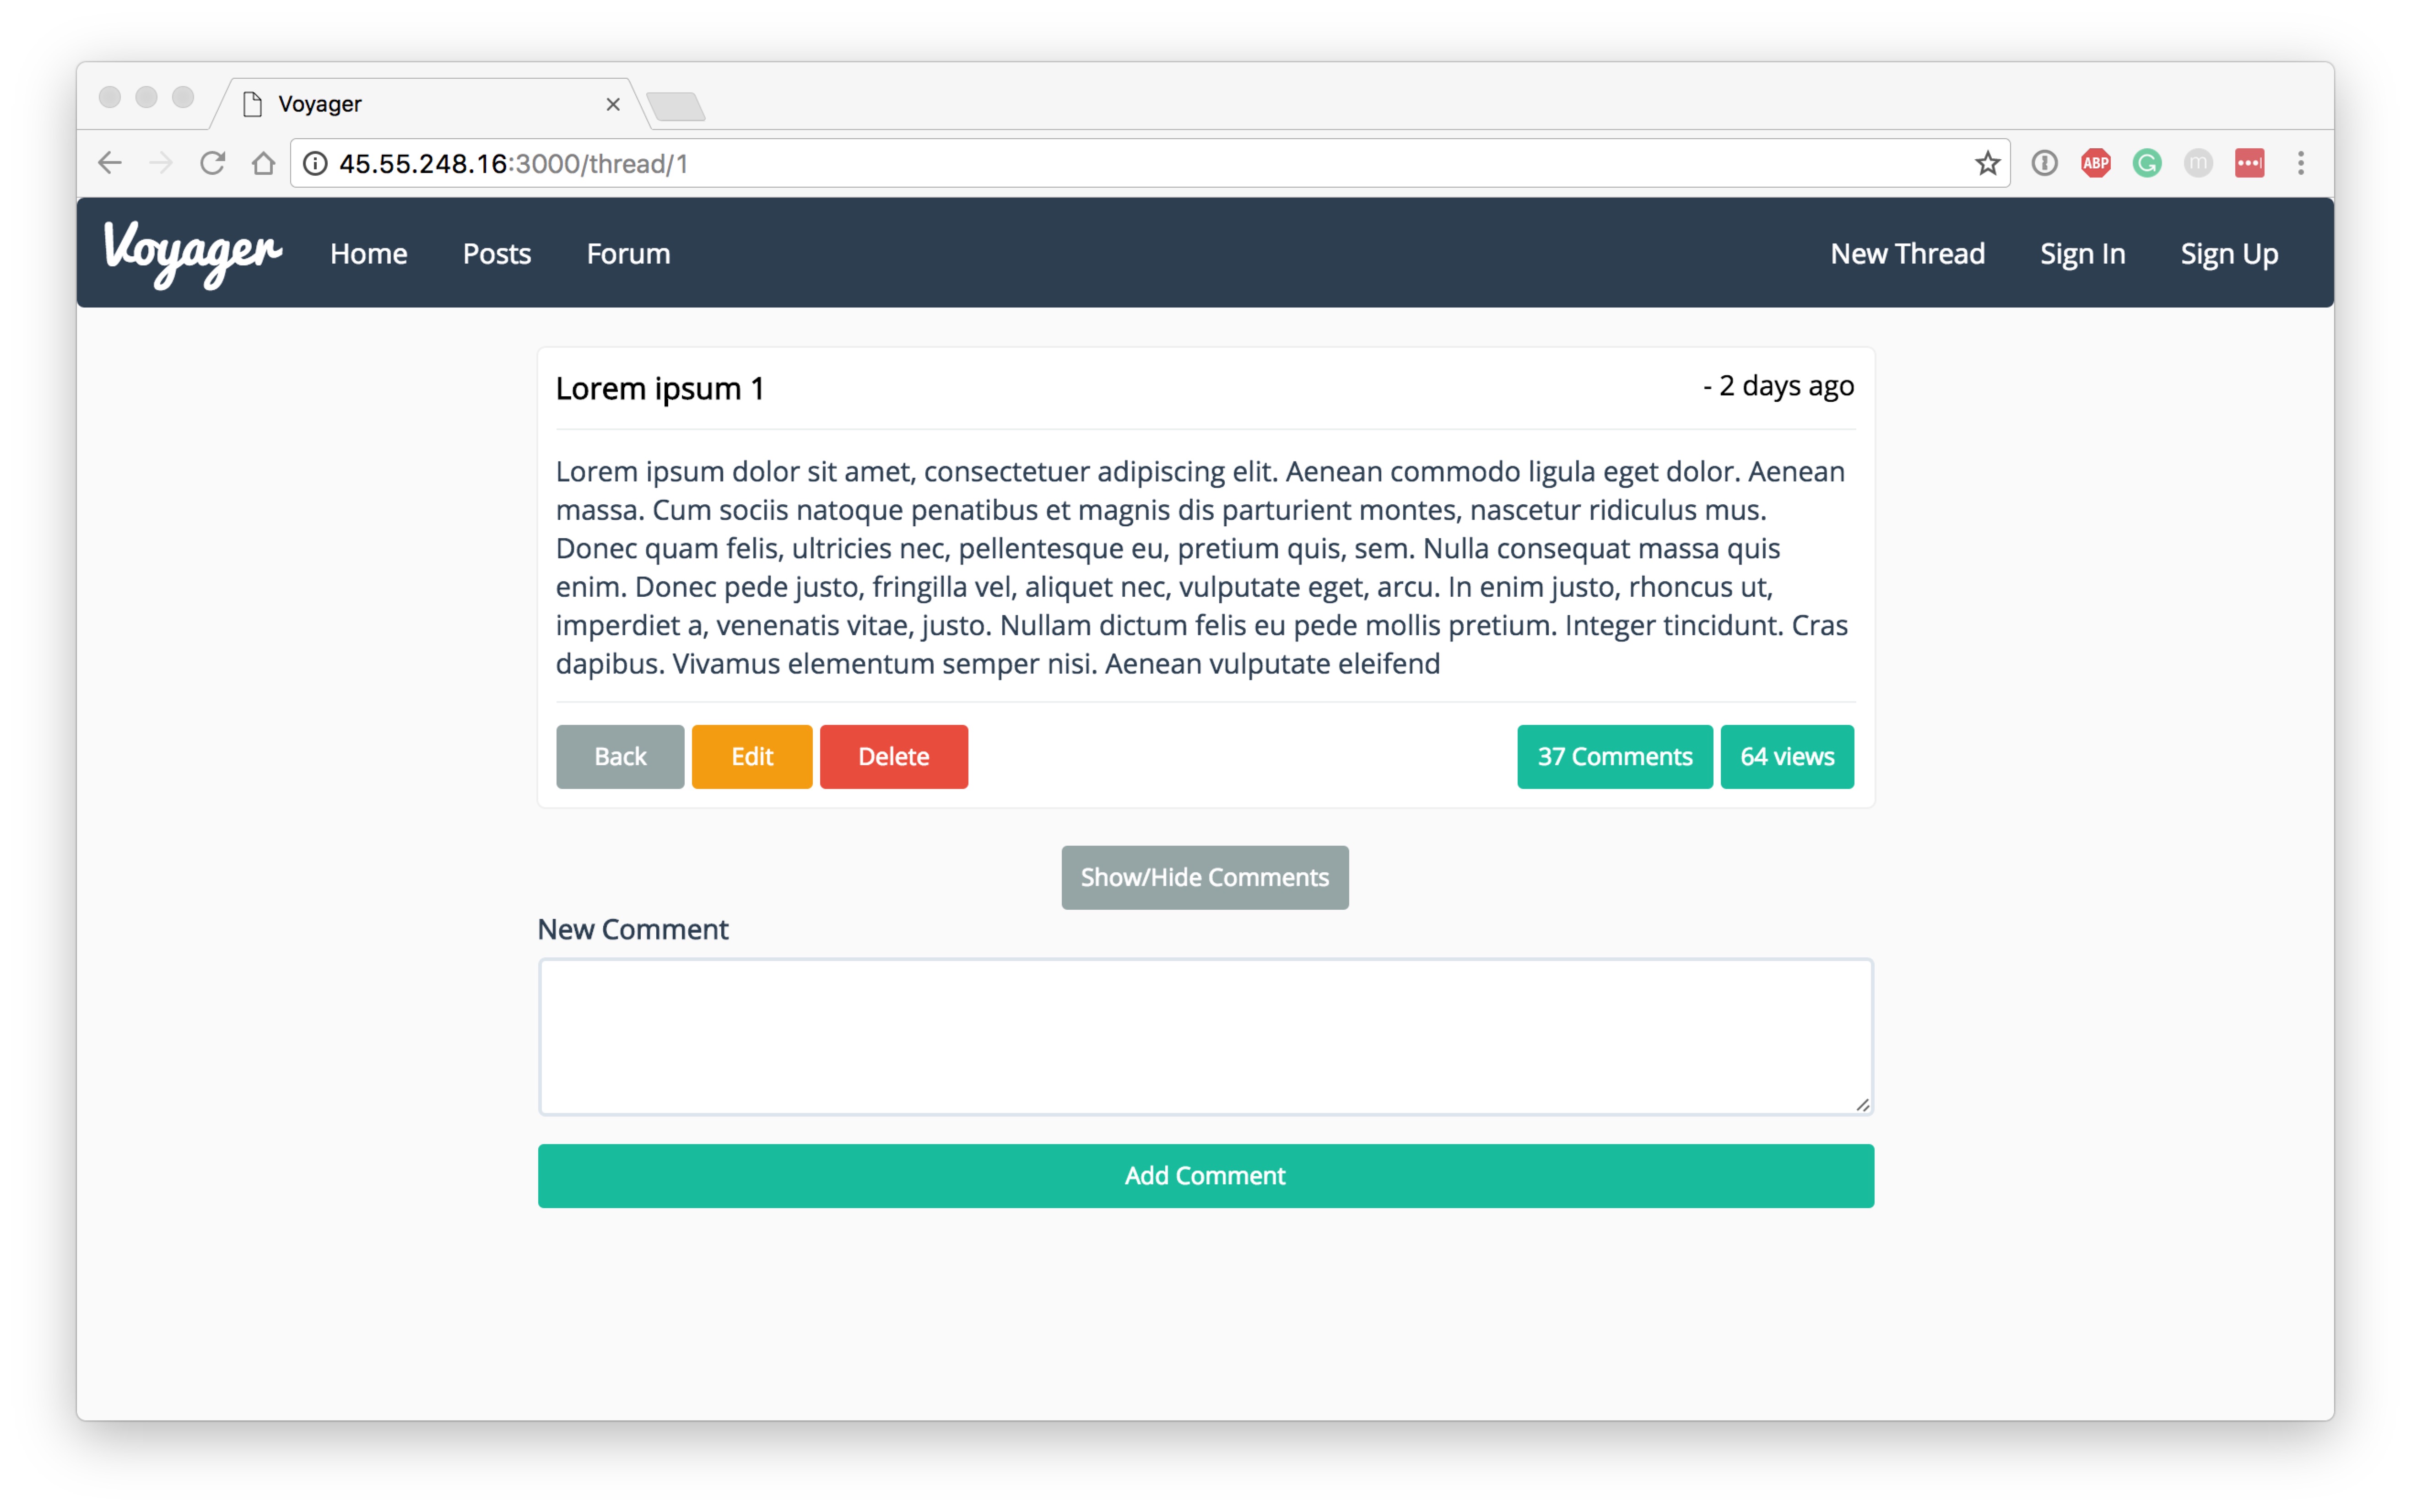 Voyager
45.55.248.16:3000/thread/1
ABP
m
Voyager Home Posts Forum New Thread Sign In Sign Up
Lorem ipsum 1 - 2 days ago
Lorem ipsum dolor sit amet, consectetuer adipiscing elit. Aenean commodo ligula eget dolor. Aenean
massa. Cum sociis natoque penatibus et magnis dis parturient montes, nascetur ridiculus mus.
Donec quam felis, ultricies nec, pellentesque eu, pretium quis, sem. Nulla consequat massa quis
enim. Donec pede justo, fringilla vel, aliquet nec, vulputate eget, arcu. In enim justo, rhoncus ut,
imperdiet a, venenatis vitae, justo. Nullam dictum felis eu pede mollis pretium. Integer tincidunt. Cras
dapibus. Vivamus elementum semper nisi. Aenean vulputate eleifend
Back Edit Delete 37 Comments 64 views
Show/Hide Comments
New Comment
Add Comment